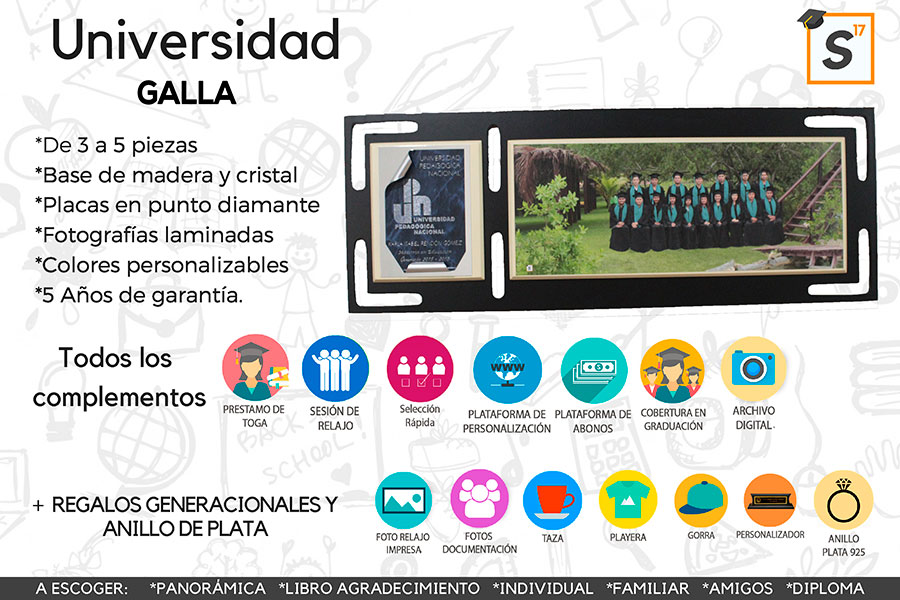 Universidad
GALLA
S 17
*De 3 a 5 piezas
*Base de madera y cristal
*Placas en punto diamante
*Fotografías laminadas
*Colores personalizables
*5 Años de garantía.
UNIVERSIDAD
PEDAGÓGICA
NACIONAL
UNIVERSIDAD
PEDAGÓGICA
NACIONAL
Todos los
complementos
WWW
PRESTAMO DE
TOGA
SESIÓN DE
RELAJO
Selección
Rápida
PLATAFORMA DE
PERSONALIZACIÓN
PLATAFORMA DE
ABONOS
COBERTURA EN
GRADUACIÓN
ARCHIVO
DIGITAL
BACK
SCHOOL!
+ REGALOS GENERACIONALES Y
ANILLO DE PLATA
FOTO RELAJO
IMPRESA
FOTOS
DOCUMENTACIÓN
TAZA
PLAYERA
GORRA
PERSONALIZADOR
ANILLO
PLATA 925
A ESCOGER: *PANORÁMICA *LIBRO AGRADECIMIENTO *INDIVIDUAL *FAMILIAR *AMIGOS *DIPLOMA